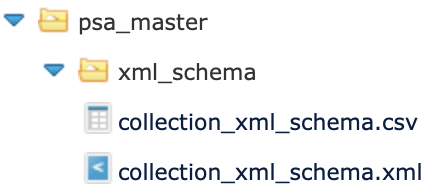 psa_master
xml_schema
collection_xml_schema.csv
collection_xml_schema.xml